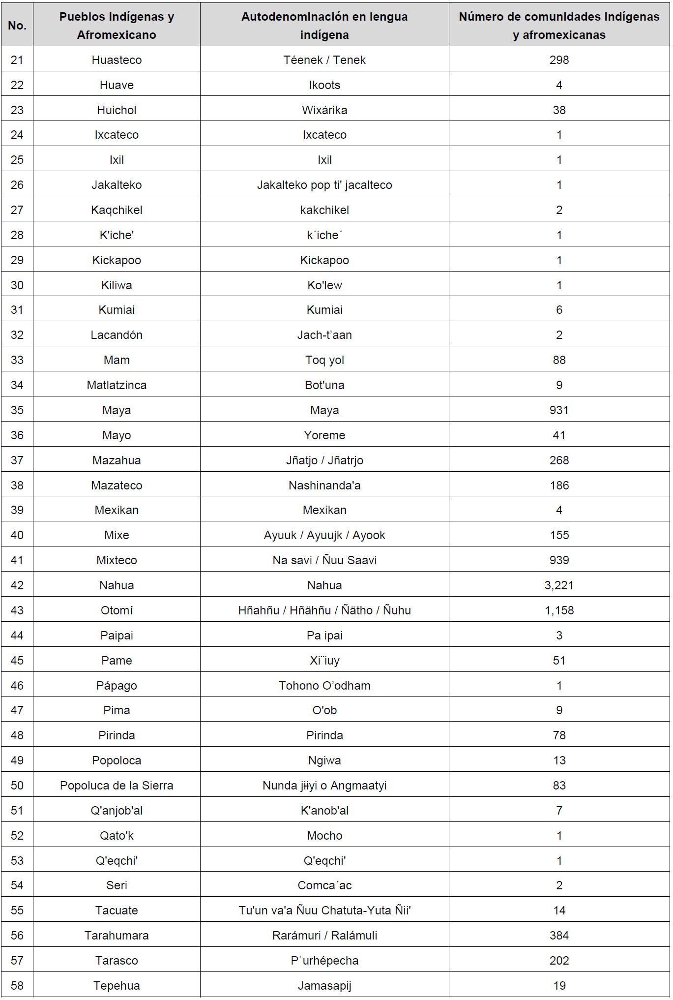 No. Pueblos Indígenas y Afromexicano Autodenominación en lengua indígena Número de comunidades indígenas y afromexicanas
21 Huasteco Téenek / Tenek 298
22 Huave Ikoots 4
23 Huichol Wixárika 38
24 Ixcateco Ixcateco 1
25 Ixil Ixil 1
26 Jakalteko Jakalteko pop ti' jacalteco 1
27 Kaqchikel kakchikel 2
28 K'iche' k´iche´ 1
29 Kickapoo Kickapoo 1
30 Kiliwa Ko'lew 1
31 Kumiai Kumiai 6
32 Lacandón Jach-t’aan 2
33 Mam Toq yol 88
34 Matlatzinca Bot'una 9
35 Maya Maya 931
36 Mayo Yoreme 41
37 Mazahua Jñatjo / Jñatrjo 268
38 Mazateco Nashinanda'a 186
39 Mexikan Mexikan 4
40 Mixe Ayuuk / Ayuujk / Ayook 155
41 Mixteco Na savi / Ñuu Saavi 939
42 Nahua Nahua 3,221
43 Otomí Hñahñu / Hñähñu / Ñätho / Ñuhu 1,158
44 Paipai Pa ipai 3
45 Pame Xi¨iuy 51
46 Pápago Tohono O’odham 1
47 Pima O'ob 9
48 Pirinda Pirinda 78
49 Popoloca Ngiwa 13
50 Popoluca de la Sierra Nunda jɨɨyi o Angmaatyi 83
51 Q'anjob'al K'anob'al 7
52 Qato'k Mocho 1
53 Q'eqchi' Q'eqchi' 1
54 Seri Comca´ac 2
55 Tacuate Tu'un va'a Ñuu Chatuta-Yuta Ñii' 14
56 Tarahumara Rarámuri / Ralámuli 384
57 Tarasco P᾽urhépecha 202
58 Tepehua Jamasapij 19